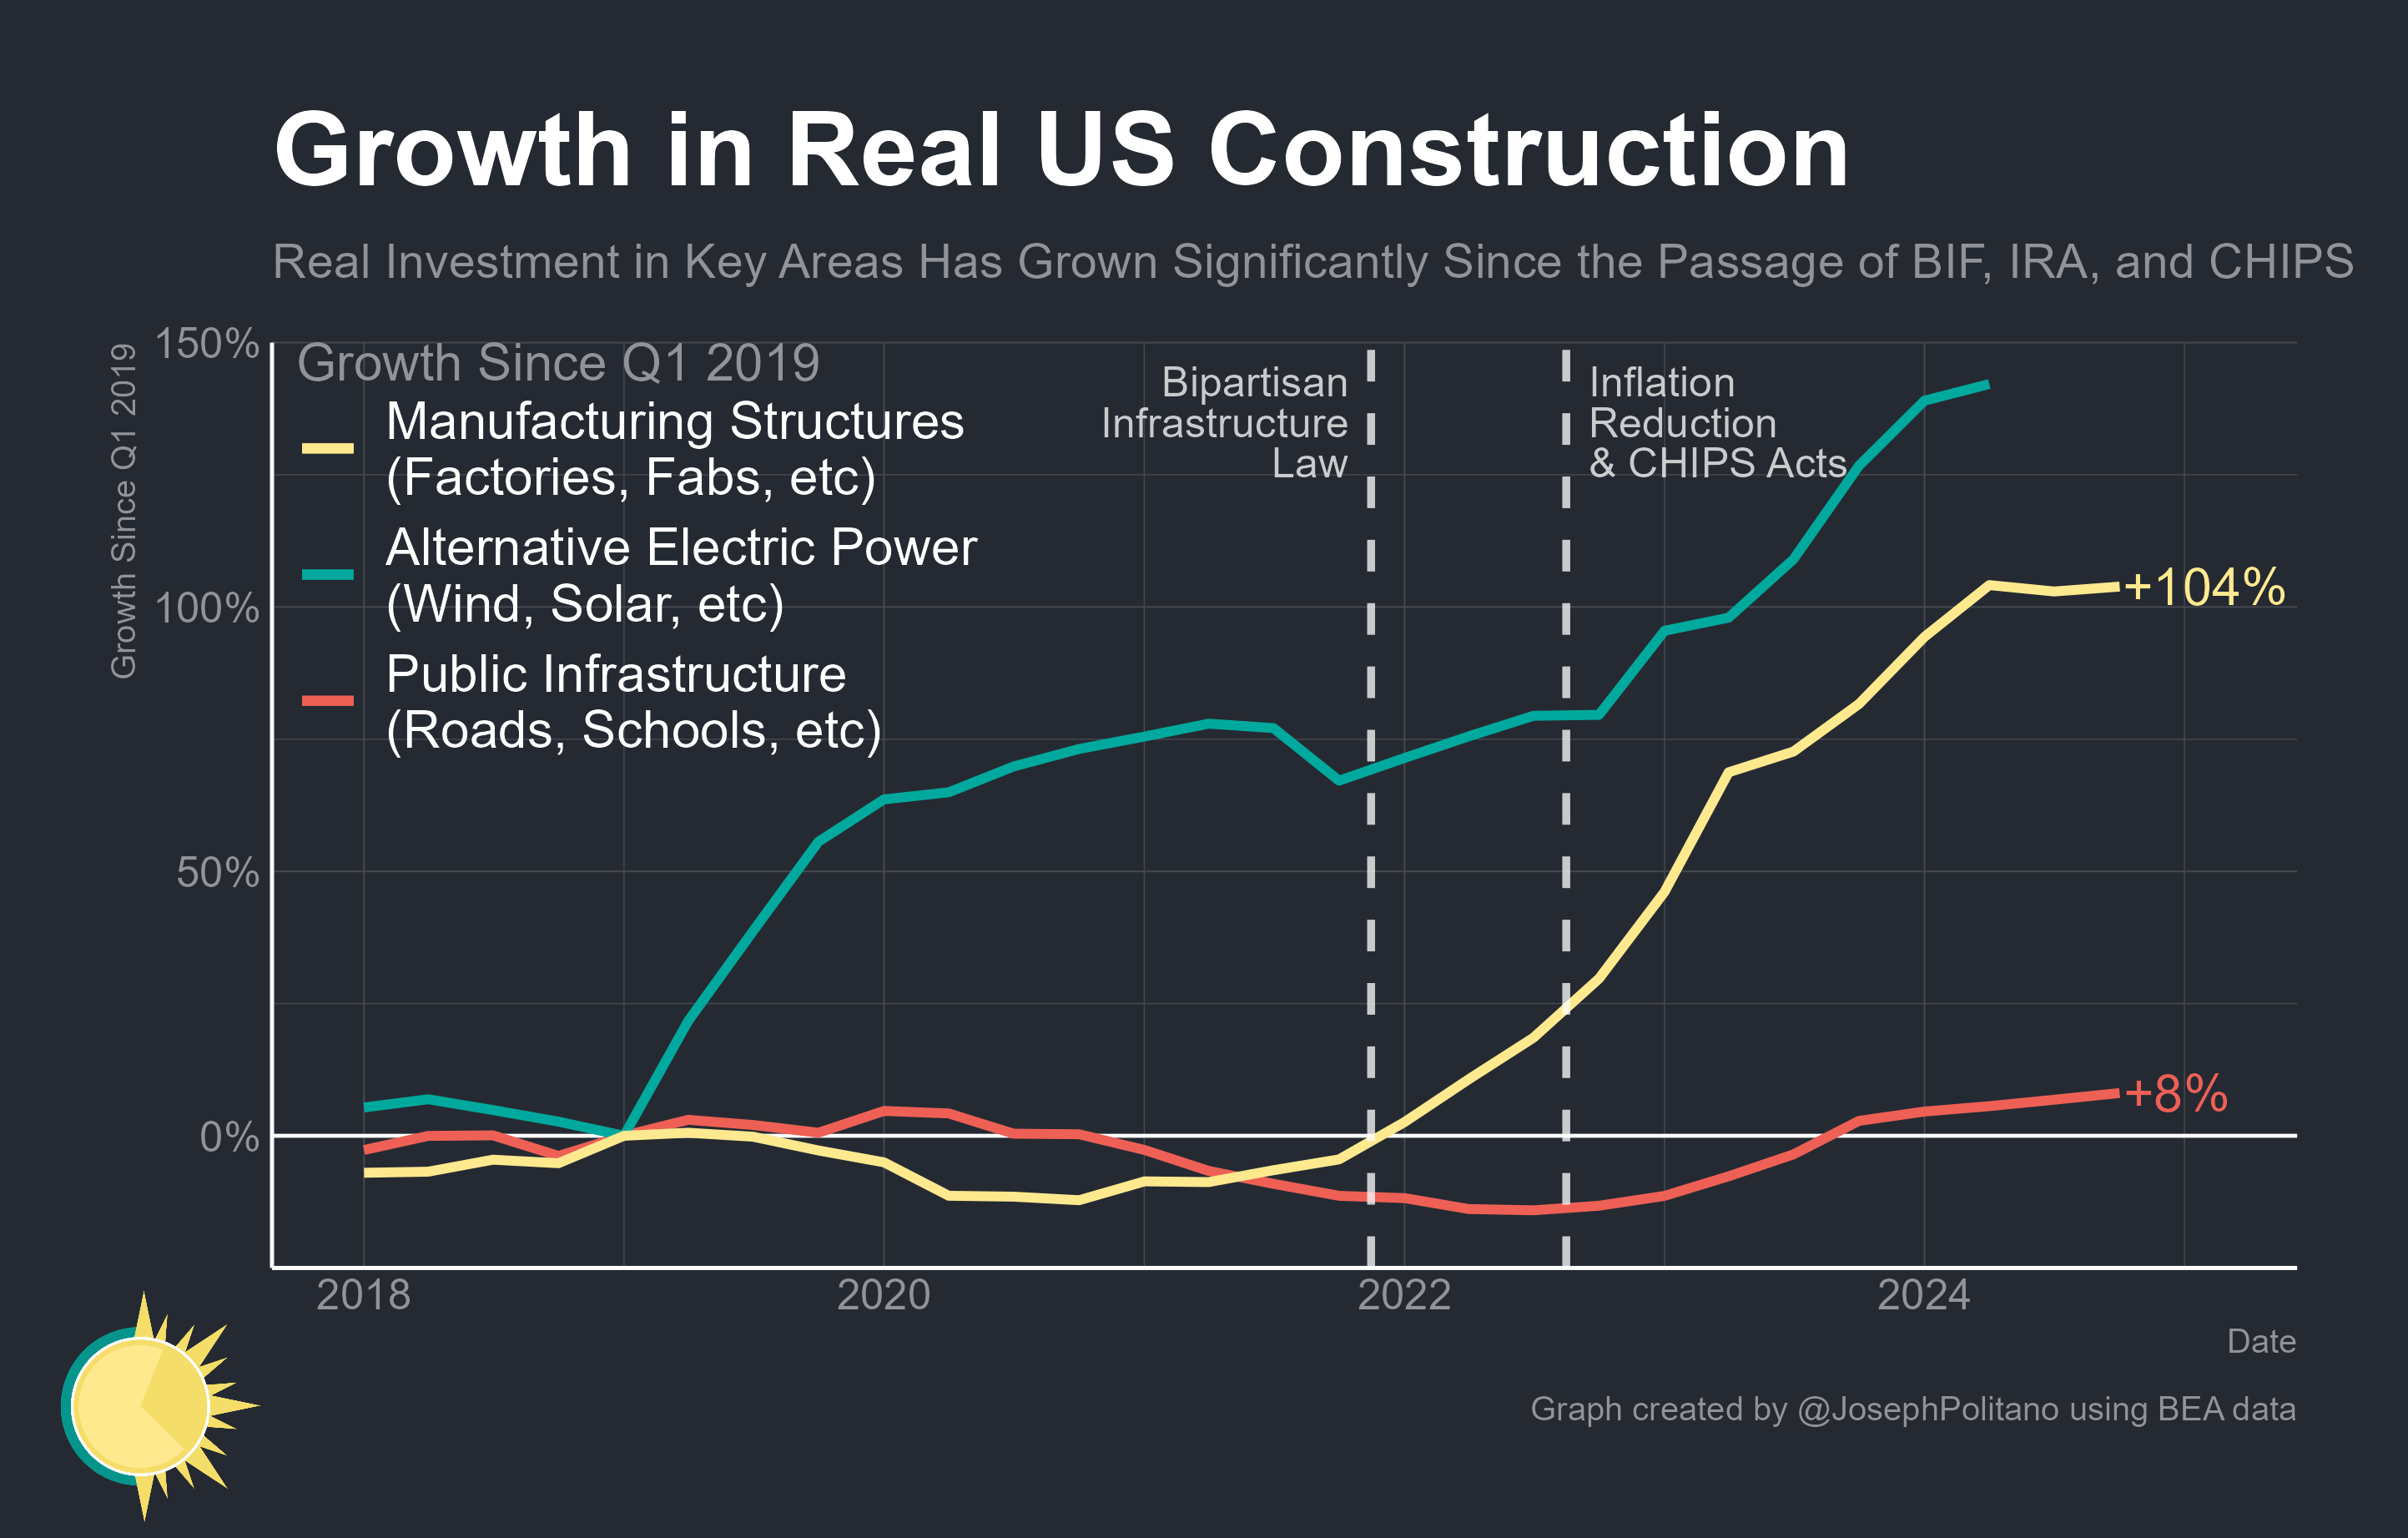 Growth in Real US Construction
Real Investment in Key Areas Has Grown Significantly Since the Passage of BIF, IRA, and CHIPS
Growth Since Q1 2019
150%
100%
50%
0%
Growth Since Q1 2019
Manufacturing Structures
(Factories, Fabs, etc)
Alternative Electric Power
(Wind, Solar, etc)
Public Infrastructure
(Roads, Schools, etc)
Bipartisan
Infrastructure
Law
Inflation
Reduction
& CHIPS Acts
+104%
+8%
2018
2020
2022
2024
Date
Graph created by @JosephPolitano using BEA data